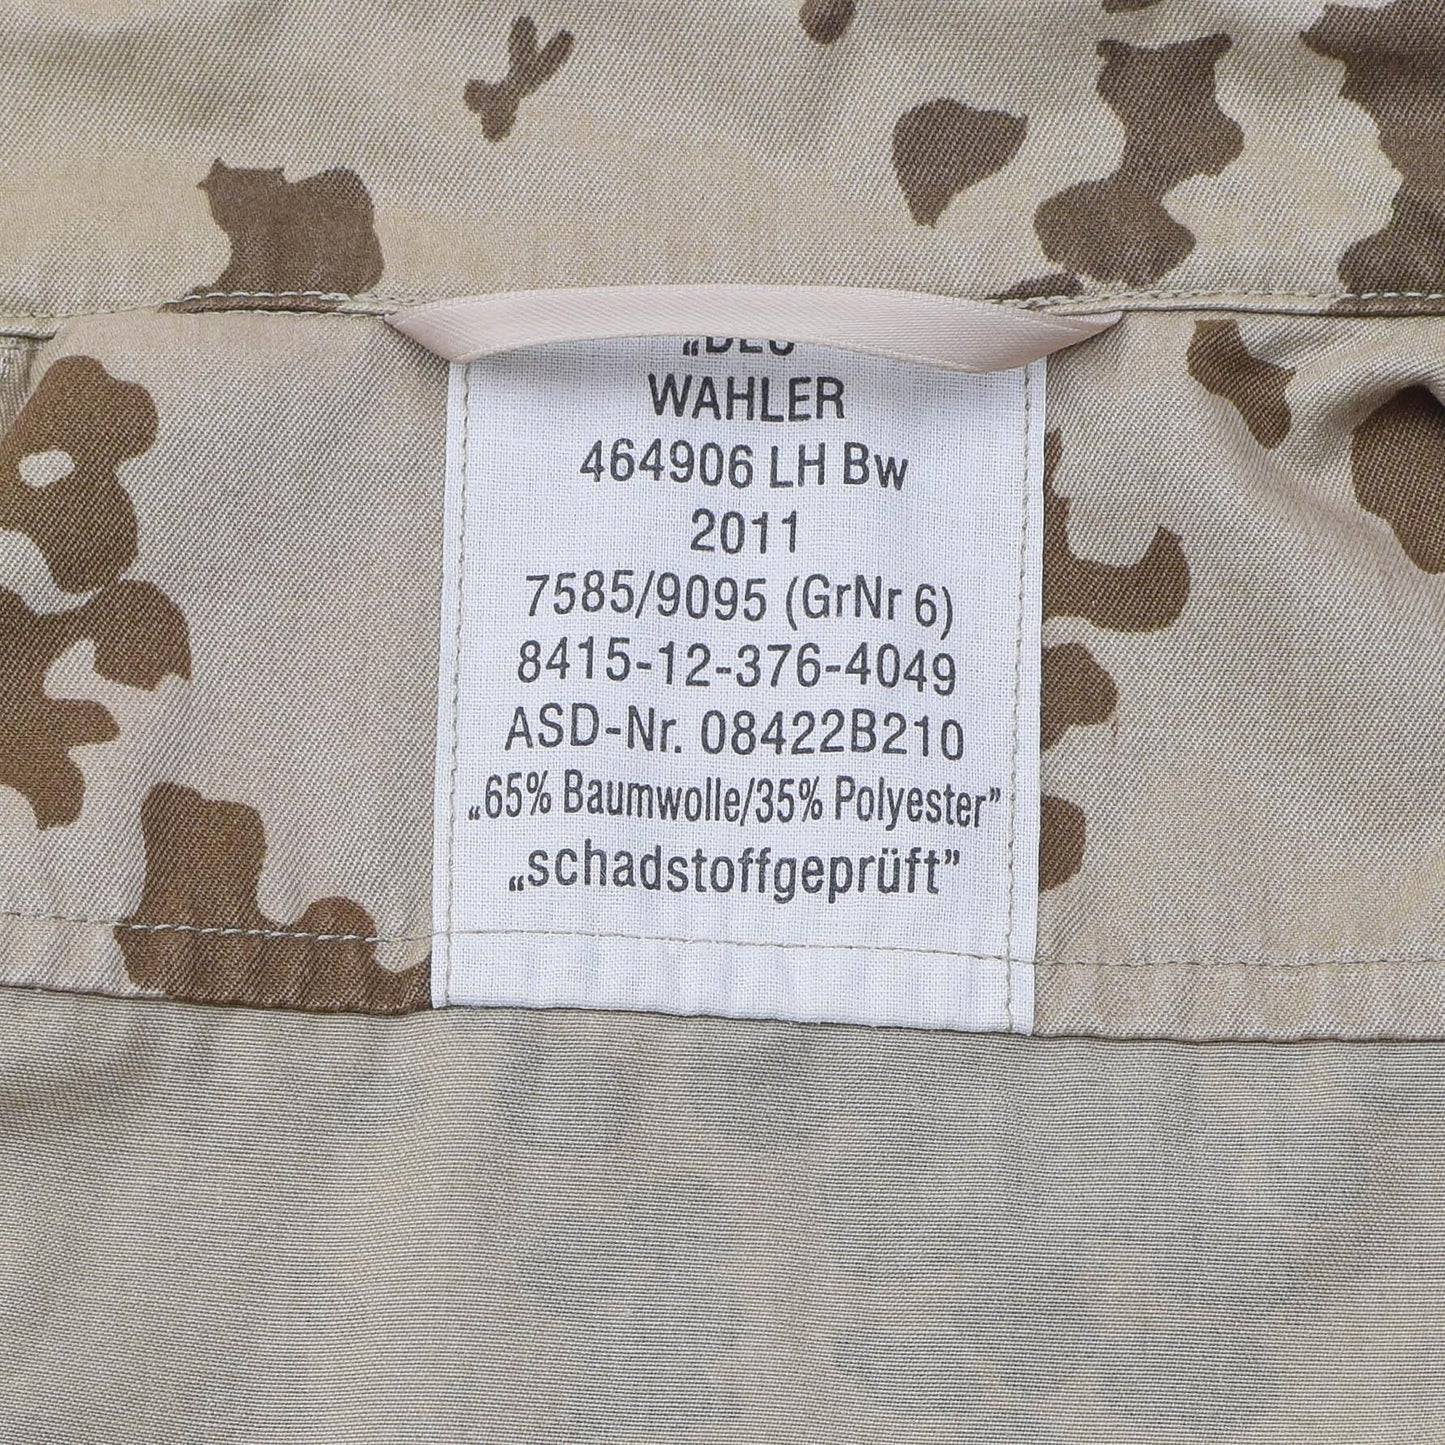 WAHLER
464906 LH Bw
2011
7585/9095 (GrNr 6)
8415-12-376-4049
ASD-Nr. 08422B210
„65% Baumwolle/35% Polyester”
„schadstoffgeprüft”